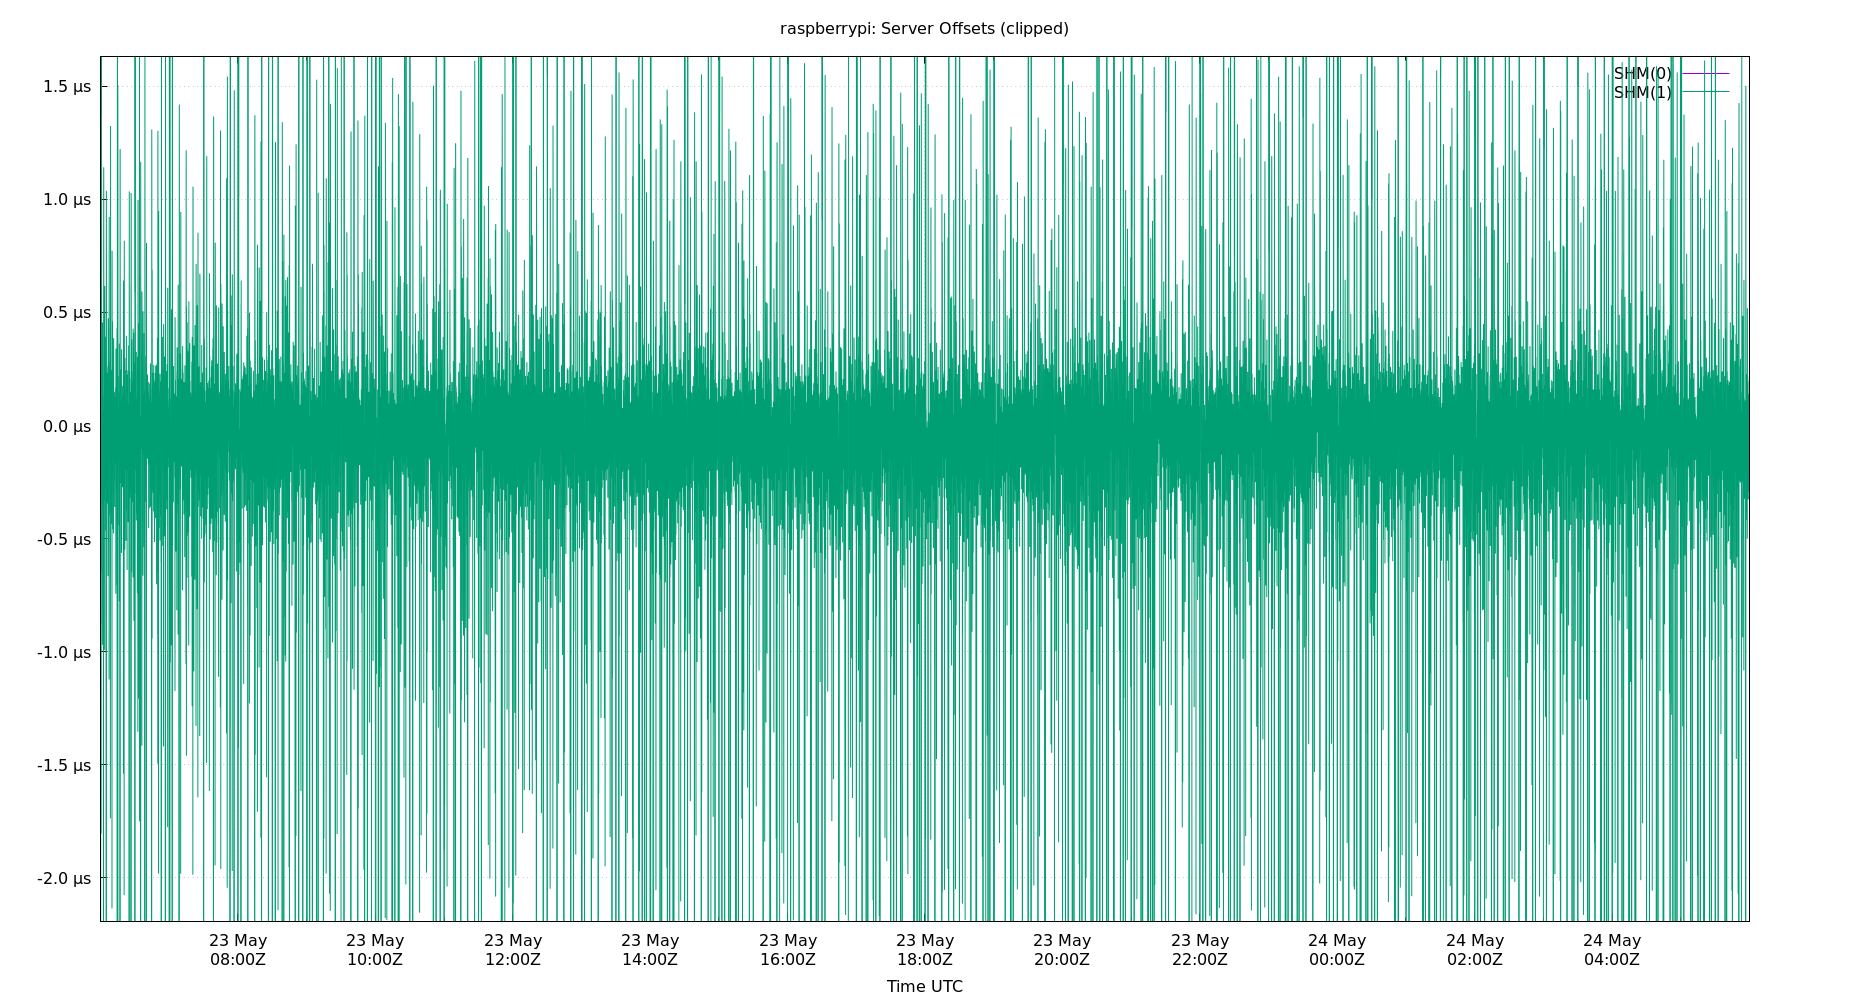 raspberrypi: Server Offsets (clipped)
SHM(0)
SHM(1)
1.5 µs
1.0 µs
0.5 µs
0.0 µs
-0.5 µs
-1.0 µs
-1.5 µs
-2.0 µs
23 May 23 May 23 May 23 May 23 May 23 May 23 May 23 May 24 May 24 May 24 May
08:00Z 10:00Z 12:00Z 14:00Z 16:00Z 18:00Z 20:00Z 22:00Z 00:00Z 02:00Z 04:00Z
Time UTC